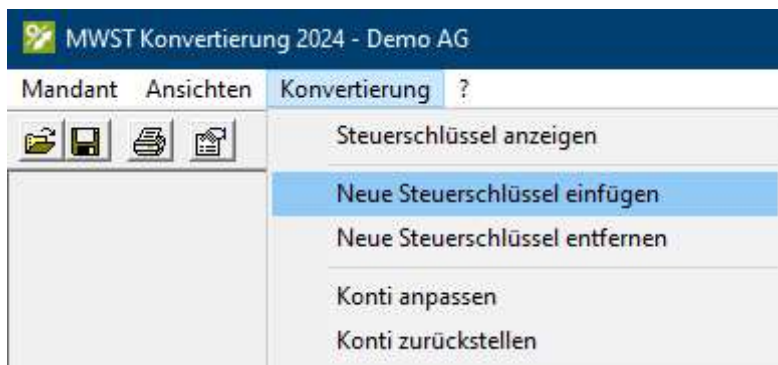 MWST Konvertierung 2024 - Demo AG
Mandant Ansichten Konvertierung ?
Steuerschlüssel anzeigen
Neue Steuerschlüssel einfügen
Neue Steuerschlüssel entfernen
Konti anpassen
Konti zurückstellen